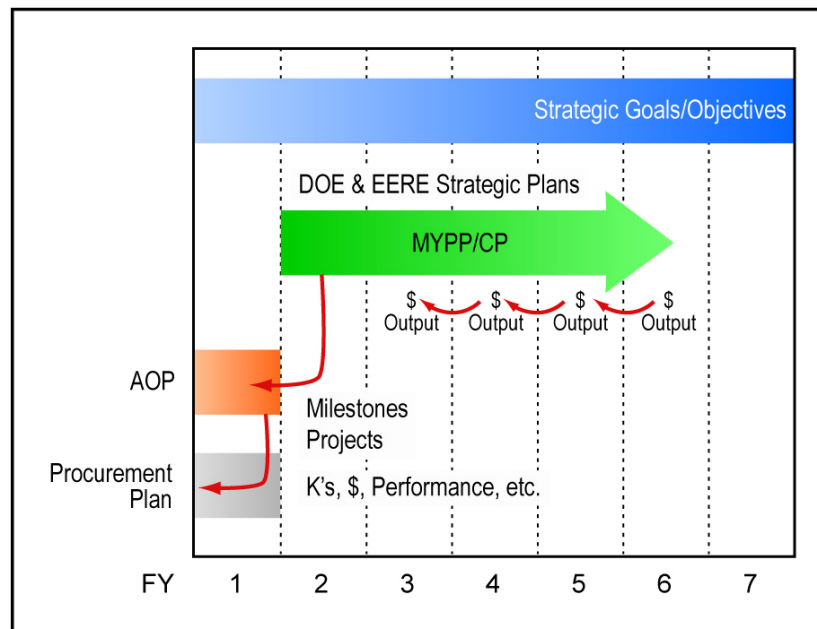 Strategic Goals/Objectives
DOE & EERE Strategic Plans
MYPP/CP
$ $ $ $
Output Output Output Output
AOP
Milestones
Projects
Procurement
Plan
K's, $, Performance, etc.
FY 1 2 3 4 5 6 7